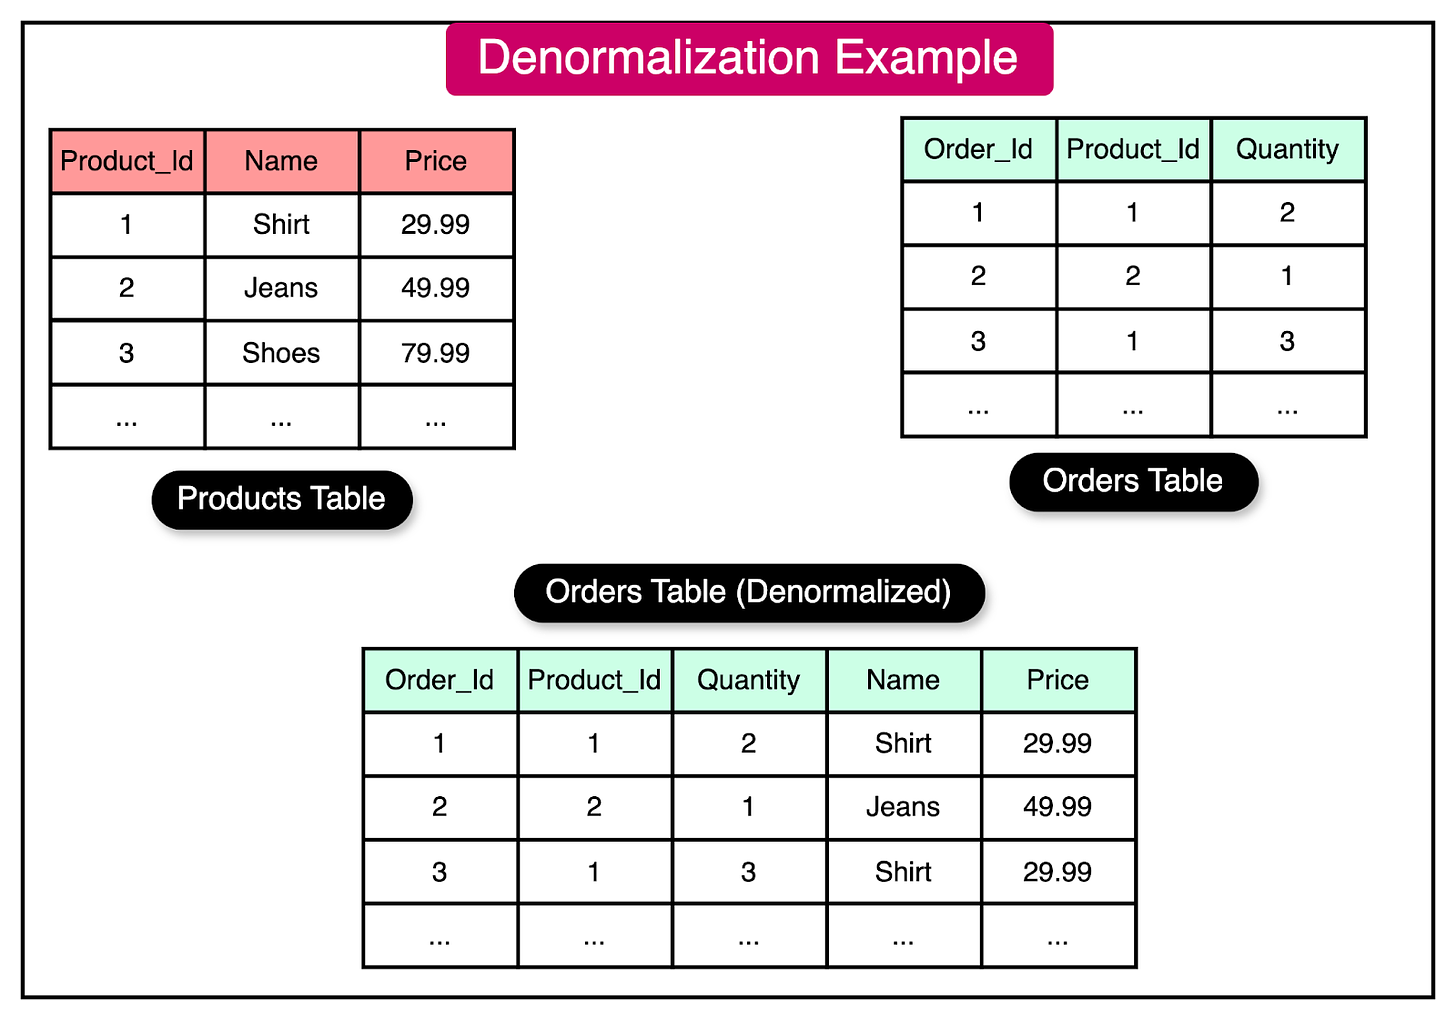 Denormalization Example
Product_Id Name Price
1 Shirt 29.99
2 Jeans 49.99
3 Shoes 79.99
... ... ...
Products Table
Order_Id Product_Id Quantity
1 1 2
2 2 1
3 1 3
... ... ...
Orders Table
Orders Table (Denormalized)
Order_Id Product_Id Quantity Name Price
1 1 2 Shirt 29.99
2 2 1 Jeans 49.99
3 1 3 Shirt 29.99
... ... ... ... ...